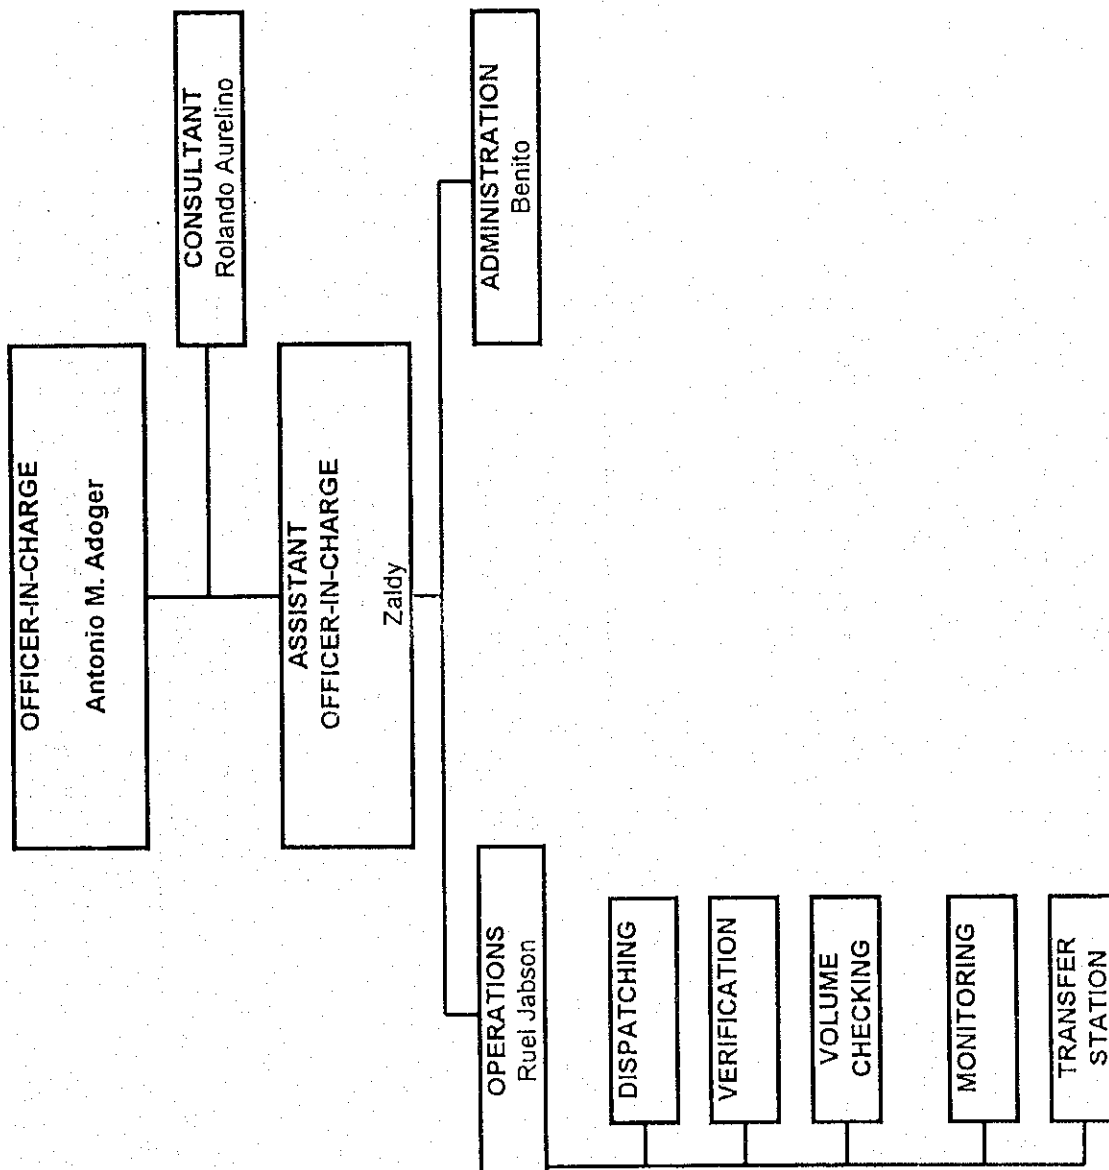 OFFICER-IN-CHARGE
Antonio M. Adoger
CONSULTANT
Rolando Aurelino
ASSISTANT
OFFICER-IN-CHARGE
Zaldy
OPERATIONS
Ruel Jabson
ADMINISTRATION
Benito
DISPATCHING
VERIFICATION
VOLUME
CHECKING
MONITORING
TRANSFER
STATION